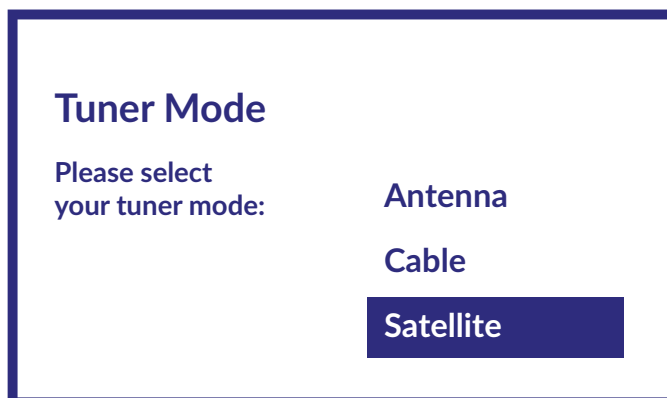 Tuner Mode
Please select
your tuner mode:
Antenna
Cable
Satellite